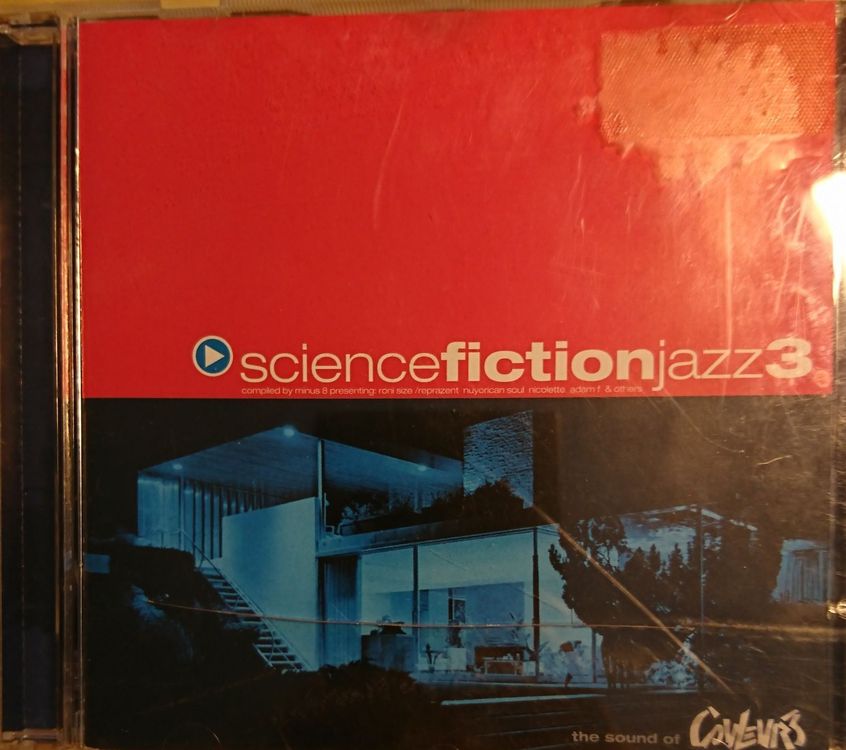 sciencefictionjazz3
compiled by minus 8 presenting: roni size /reprazent nuyorican soul nicolette adam f. & others
the sound of Couleur3